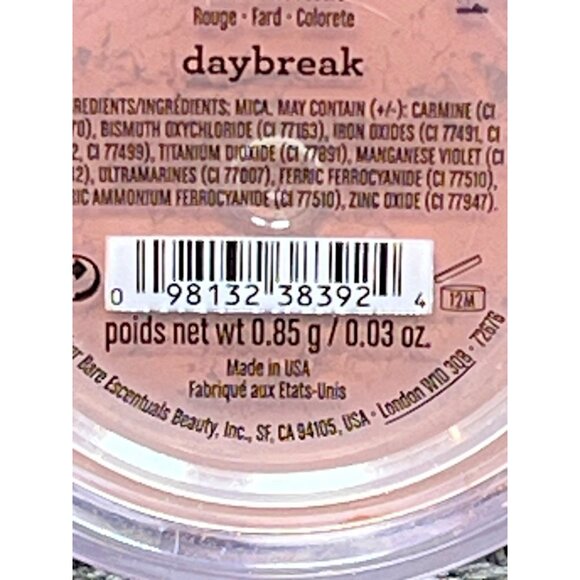 Rouge • Fard • Colorete
daybreak
REDIENTS/INGRÉDIENTS: MICA. MAY CONTAIN (+/-): CARMINE (CI
70), BISMUTH OXYCHLORIDE (CI 77163), IRON OXIDES (CI 77491, CI
2, CI 77499), TITANIUM DIOXIDE (CI 77891), MANGANESE VIOLET (CI
42), ULTRAMARINES (CI 77007), FERRIC FERROCYANIDE (CI 77510),
IC AMMONIUM FERROCYANIDE (CI 77510), ZINC OXIDE (CI 77947).
0 98132 38392 4
12M
poids net wt 0.85 g / 0.03 oz.
Made in USA
Fabriqué aux Etats-Unis
Bare Escentuals Beauty, Inc., SF, CA 94105, USA • London W1D 3QB • 72676